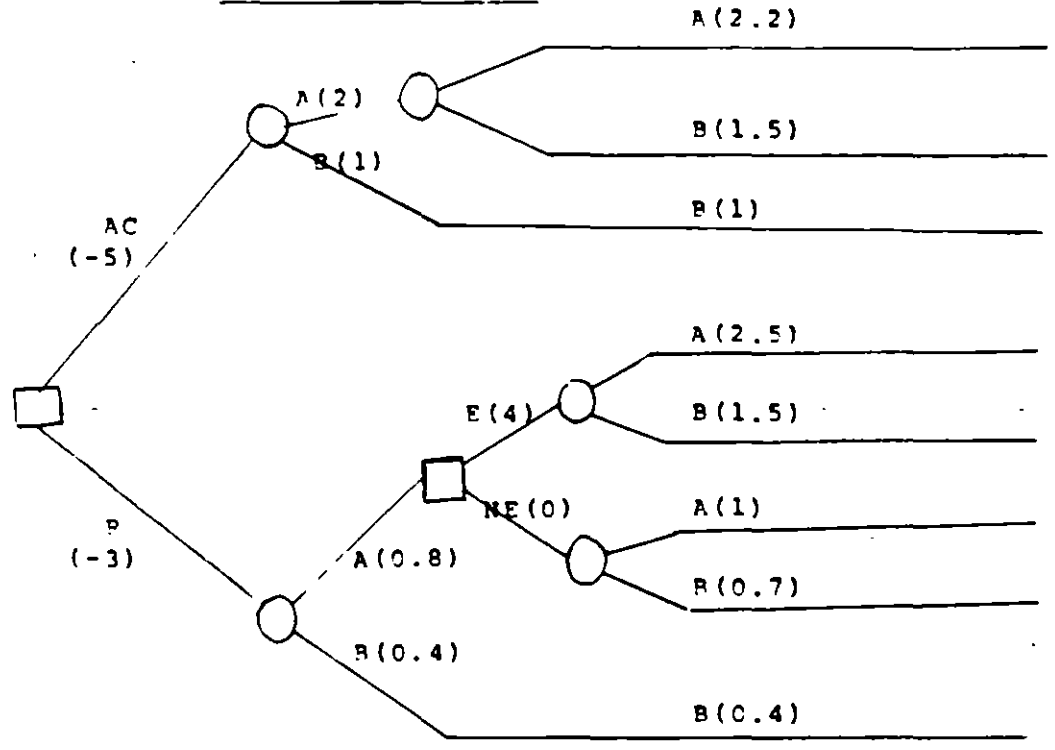 A(2.2)
A(2)
B(1.5)
B(1)
B(1)
AC
(-5)
A(2.5)
E(4)
B(1.5)
NE(0)
A(1)
(-3)
A(0.8)
B(0.7)
B(0.4)
B(0.4)